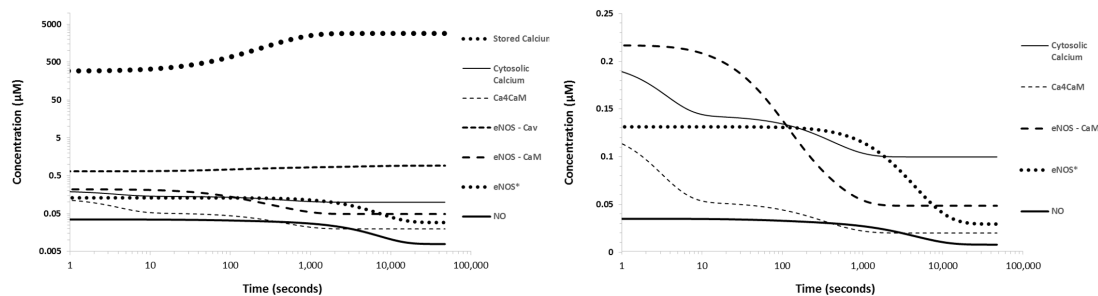 Concentration (μM)
5000
500
50
5
0.5
0.05
0.005
1
10
100
1,000
10,000
100,000
Time (seconds)
Stored Calciun
Cytosolic
Calcium
Ca4CaM
eNOS - Cav
eNOS - CaM
eNOS*
NO
Concentration (μM)
0.25
0.2
0.15
0.1
0.05
0
1
10
100
1,000
10,000
100,000
Time (seconds)
Cytosolic
Calcium
Ca4CaM
eNOS - CaM
eNOS*
NO